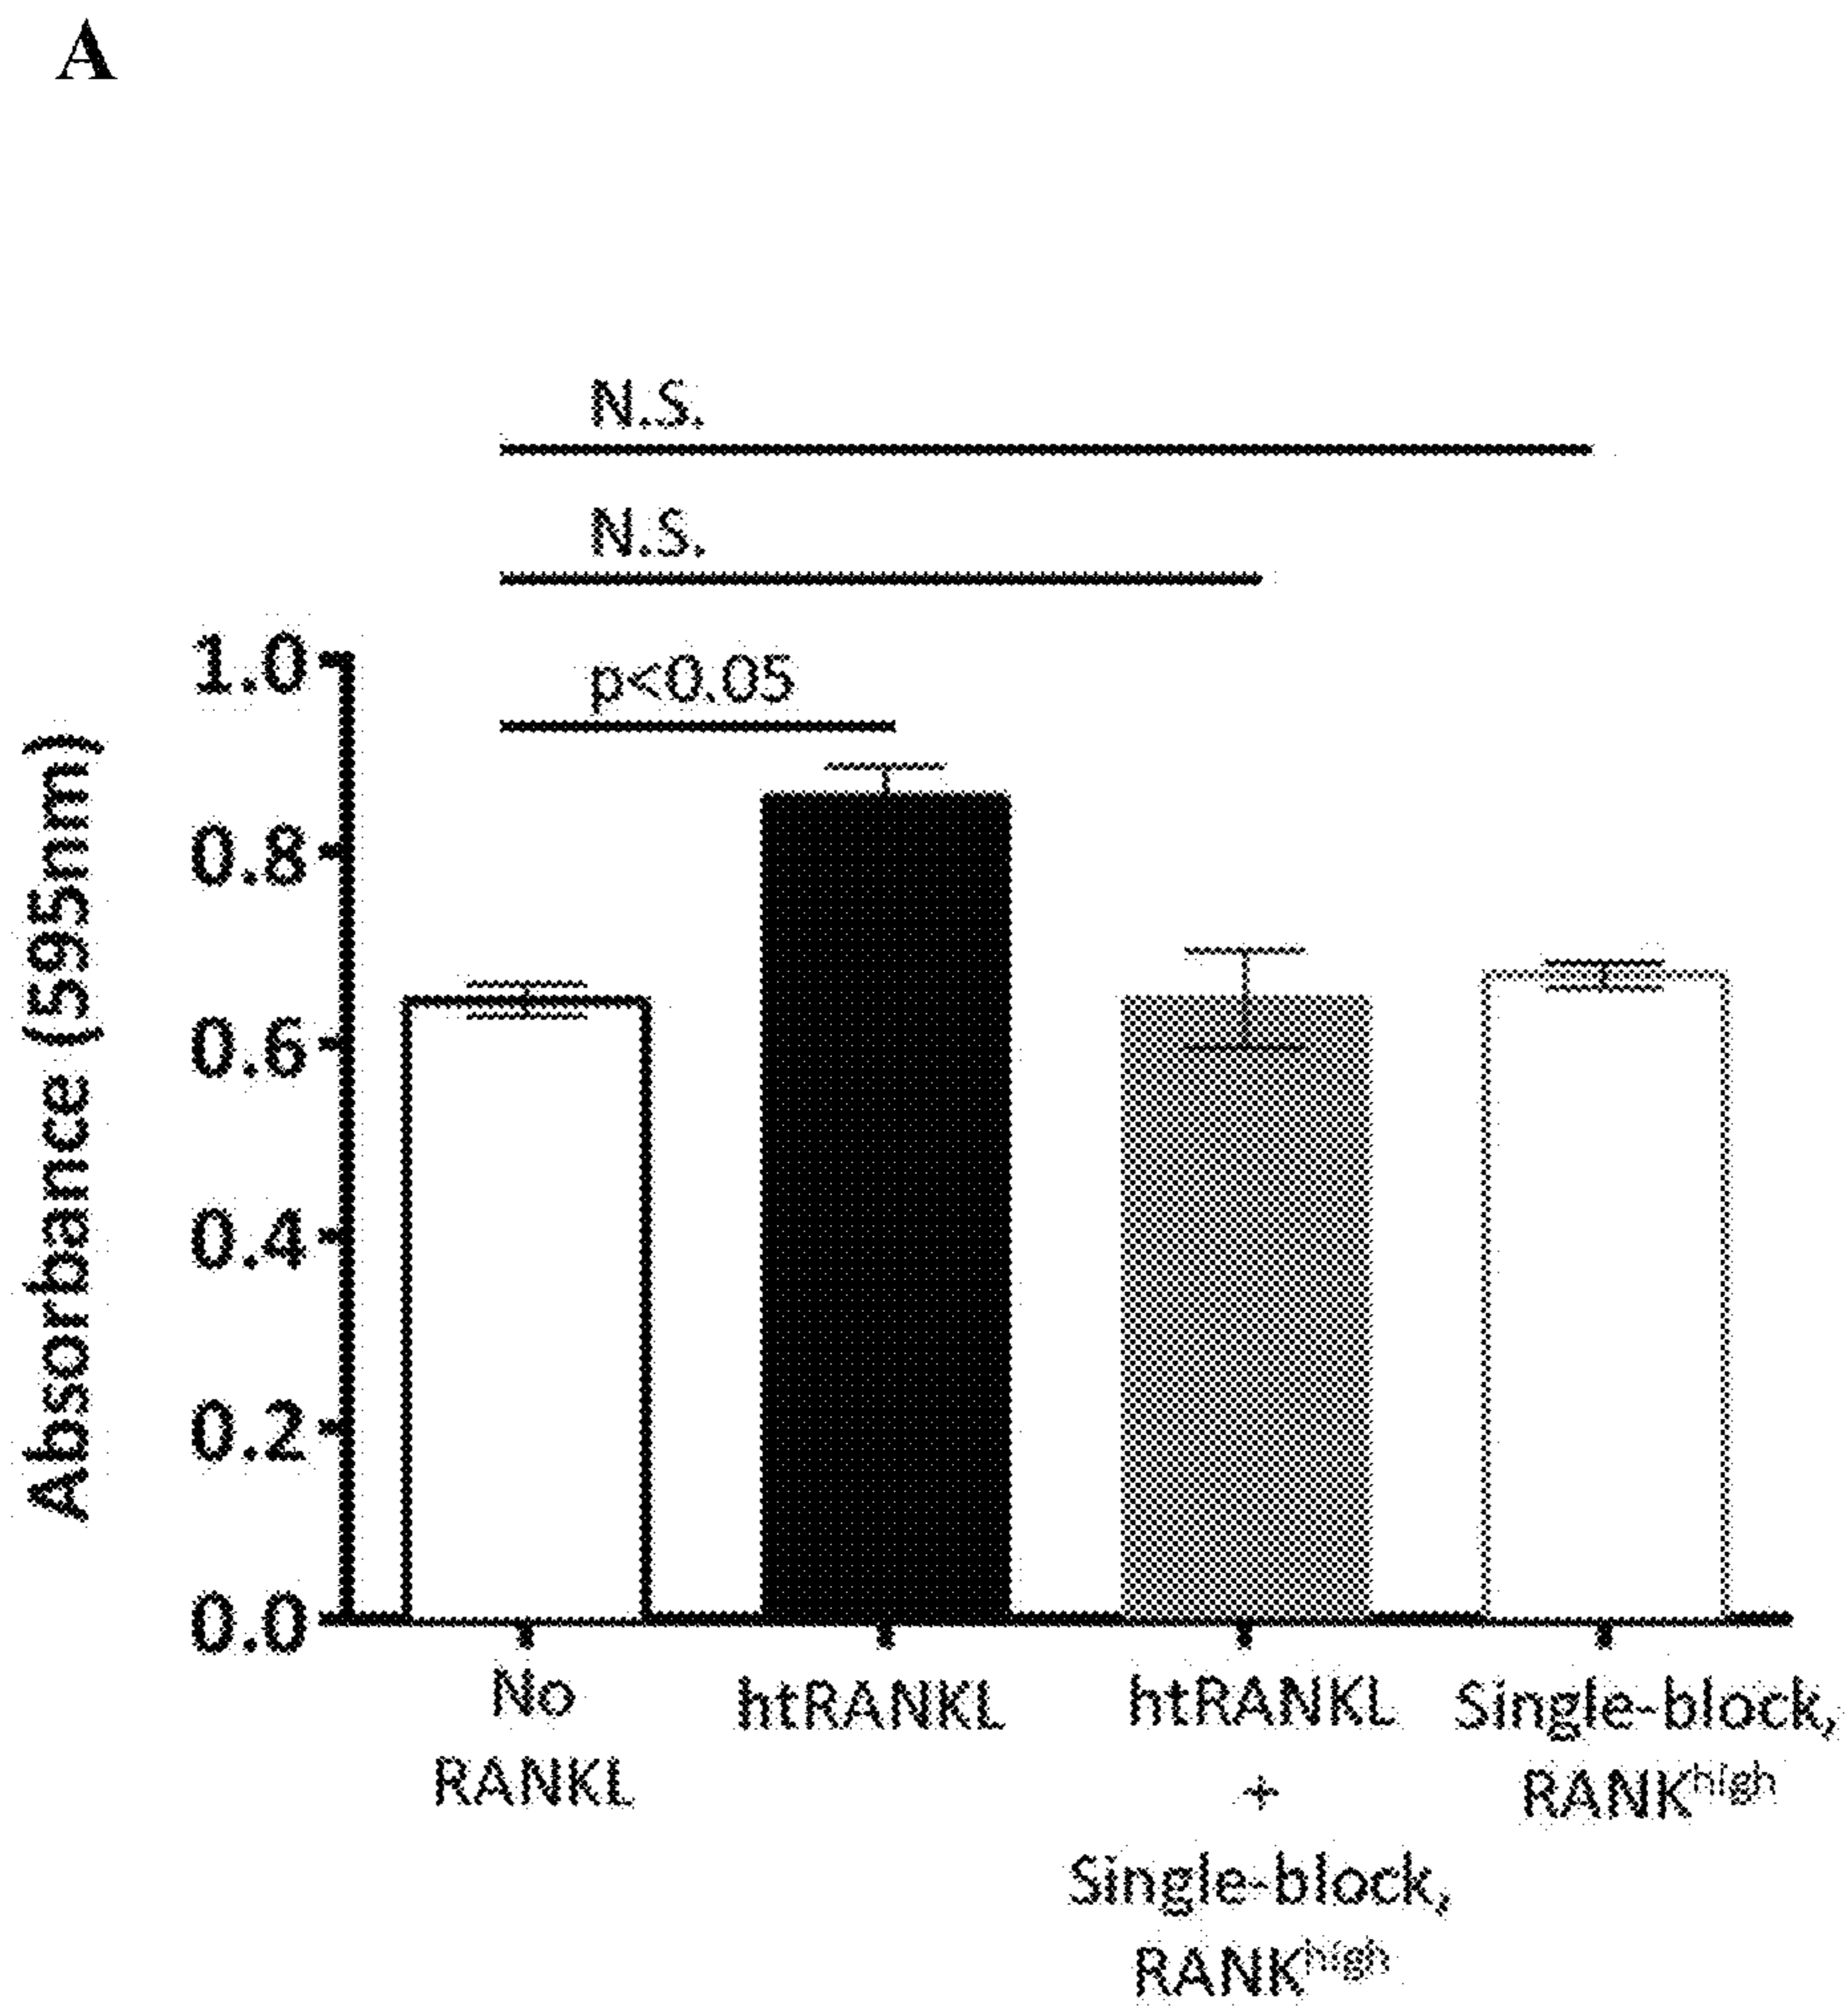 A
N.S.
N.S.
p<0.05
1.0
0.8
0.6
0.4
0.2
0.0
Absorbance (595nm)
No
RANKL
htRANKL
htRANKL
+
Single-block,
RANKhigh
Single-block,
RANKhigh